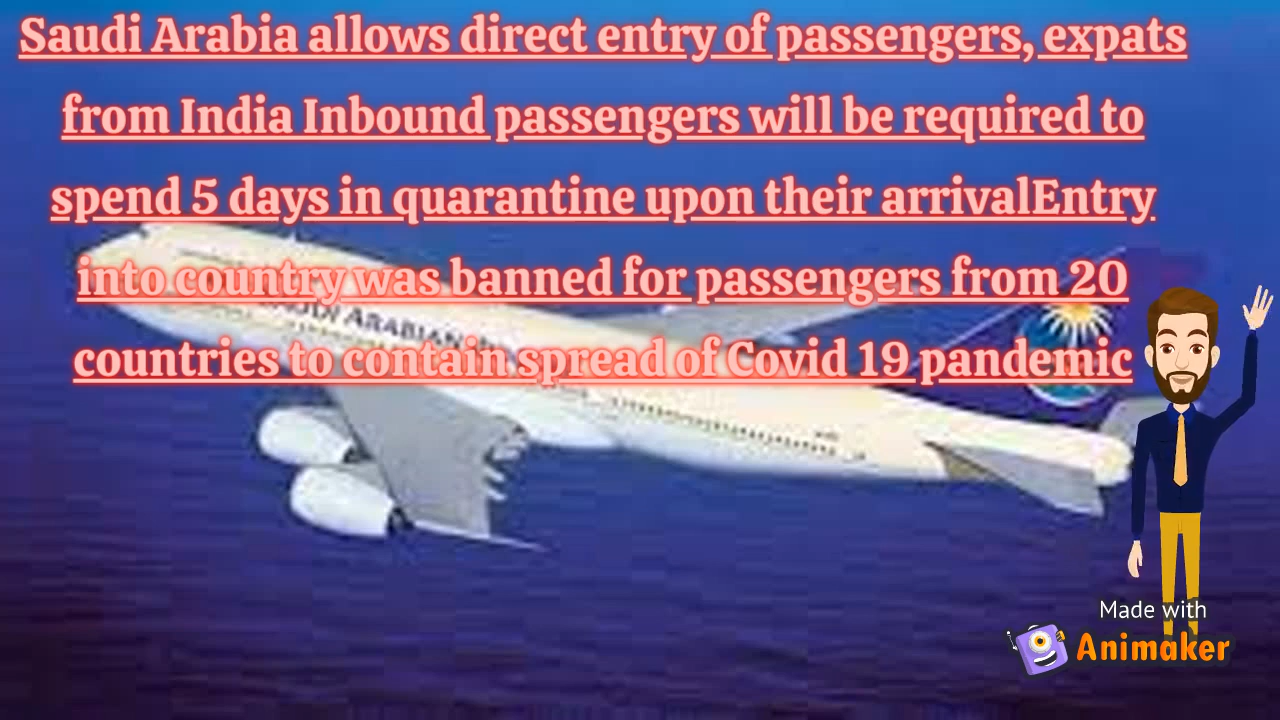 Saudi Arabia allows direct entry of passengers, expats
from India Inbound passengers will be required to
spend 5 days in quarantine upon their arrivalEntry
into country was banned for passengers from 20
countries to contain spread of Covid 19 pandemic
ARABIAN
Made with
Animaker